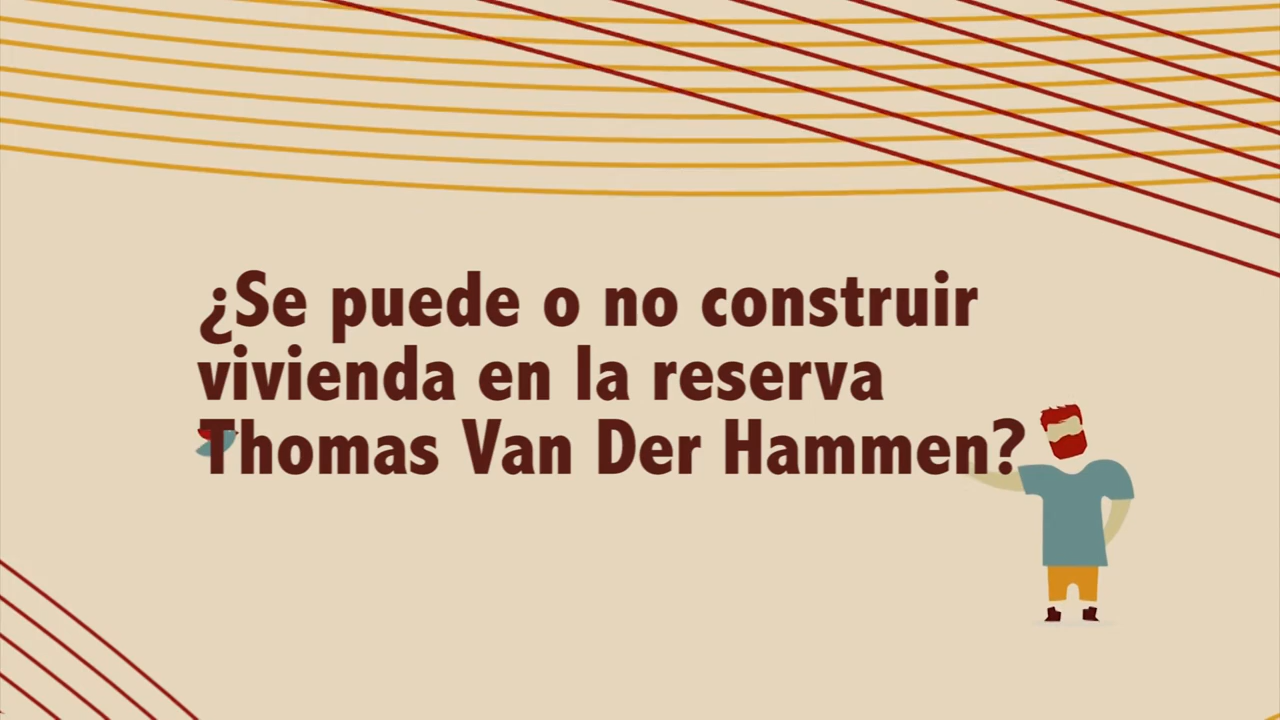 ¿Se puede o no construir
vivienda en la reserva
Thomas Van Der Hammen?